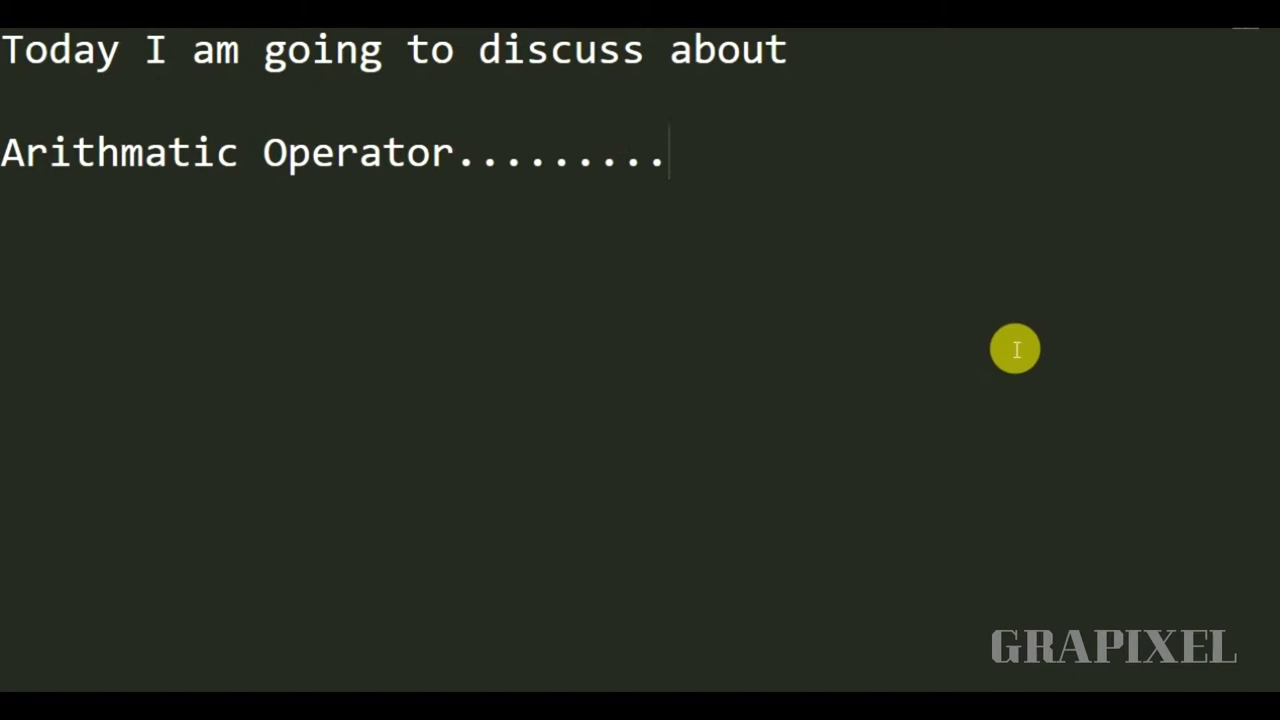 Today I am going to discuss about
Arithmatic Operator.........
GRAPIXEL